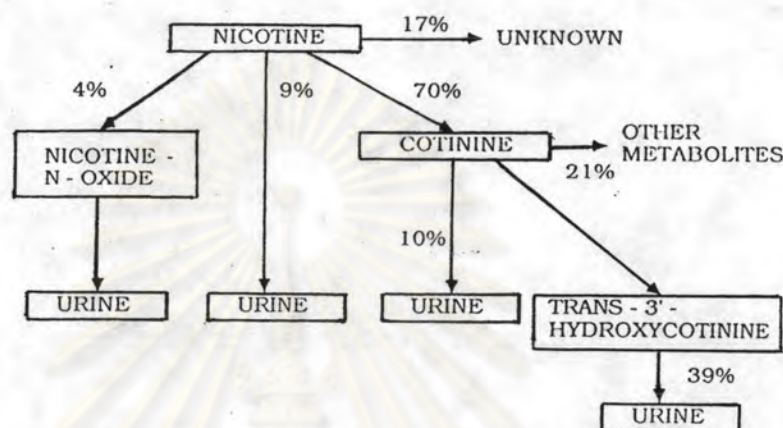 NICOTINE
17%
UNKNOWN
4%
9%
70%
NICOTINE -
N - OXIDE
COTININE
OTHER
METABOLITES
21%
10%
URINE
URINE
URINE
TRANS - 3' -
HYDROXYCOTININE
39%
URINE